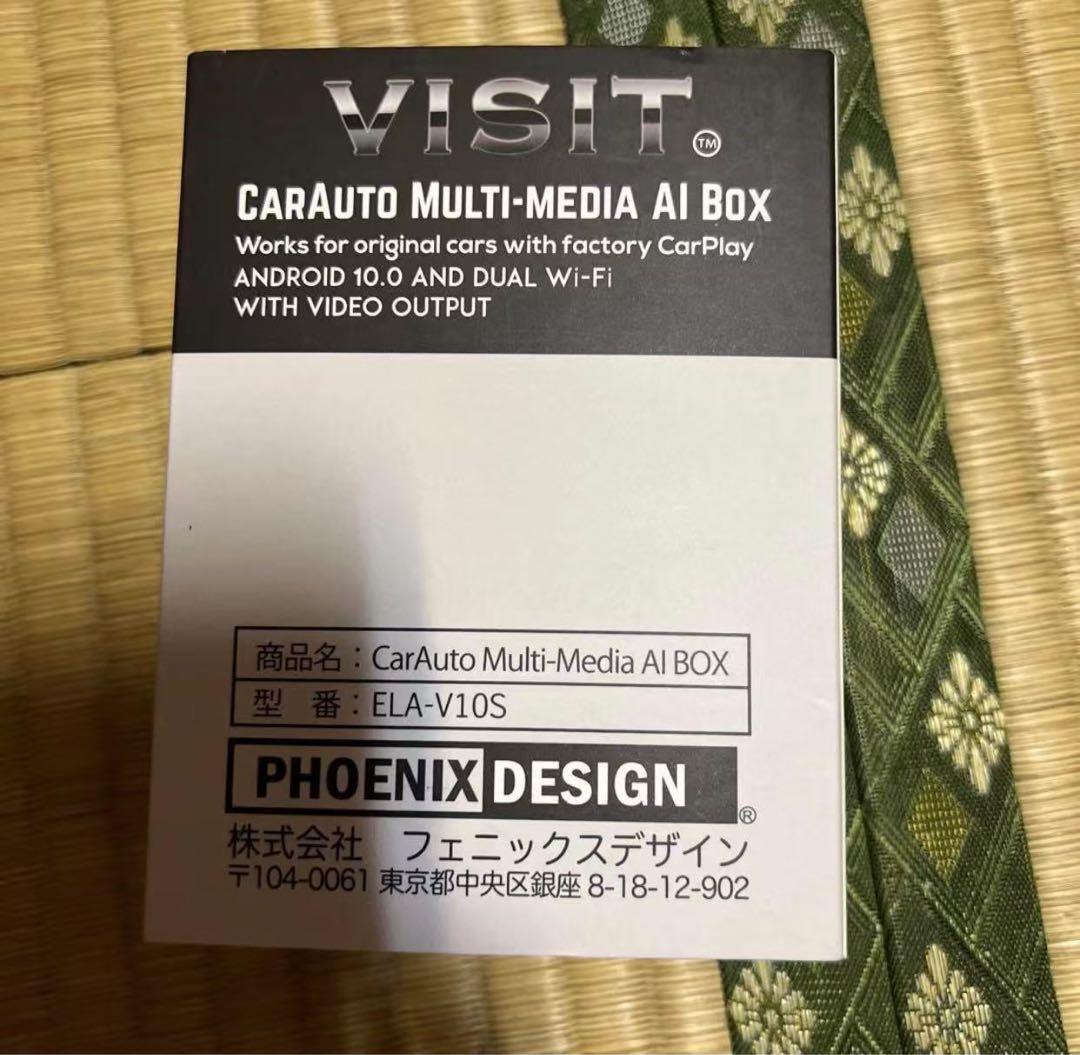 VISIT™
CarAuto Multi-Media AI Box
Works for original cars with factory CarPlay
ANDROID 10.0 AND DUAL Wi-Fi
WITH VIDEO OUTPUT
商品名：CarAuto Multi-Media AI BOX
型　番：ELA-V10S
PHOENIX DESIGN®
株式会社　フェニックスデザイン
〒104-0061 東京都中央区銀座 8-18-12-902